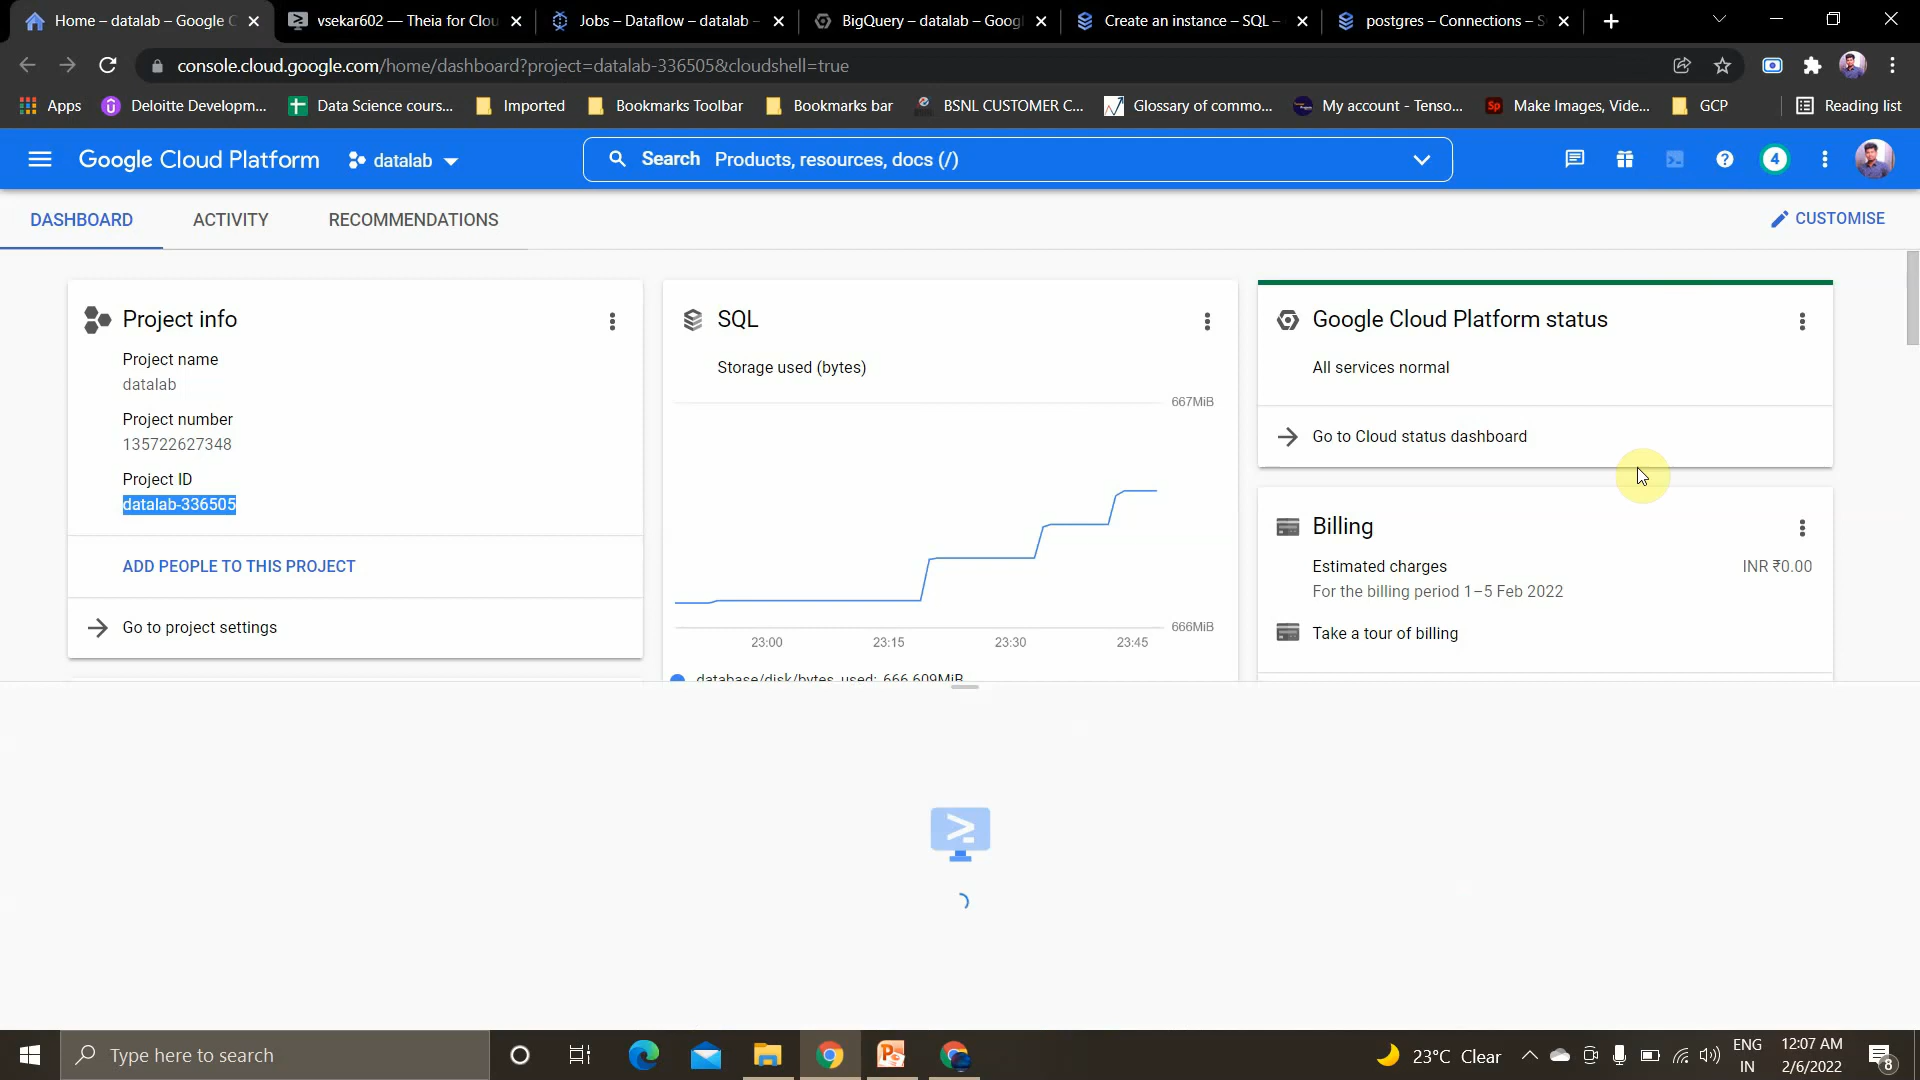 Home – datalab – Google C
vsekar602 — Theia for Clou
Jobs – Dataflow – datalab –
BigQuery – datalab – Googl
Create an instance – SQL –
postgres – Connections – S
console.cloud.google.com/home/dashboard?project=datalab-336505&cloudshell=true
Apps
Deloitte Developm...
Data Science cours...
Imported
Bookmarks Toolbar
Bookmarks bar
BSNL CUSTOMER C...
Glossary of commo...
My account - Tenso...
Sp
Make Images, Vide...
GCP
Reading list
Google Cloud Platform
datalab
Search Products, resources, docs (/)
4
DASHBOARD
ACTIVITY
RECOMMENDATIONS
CUSTOMISE
Project info
Project name
datalab
Project number
135722627348
Project ID
datalab-336505
ADD PEOPLE TO THIS PROJECT
Go to project settings
SQL
Storage used (bytes)
667MiB
666MiB
23:00
23:15
23:30
23:45
database/disk/bytes_used: 666.609MiB
Google Cloud Platform status
All services normal
Go to Cloud status dashboard
Billing
Estimated charges
INR ₹0.00
For the billing period 1–5 Feb 2022
Take a tour of billing
Type here to search
23°C Clear
ENG
IN
12:07 AM
2/6/2022
8